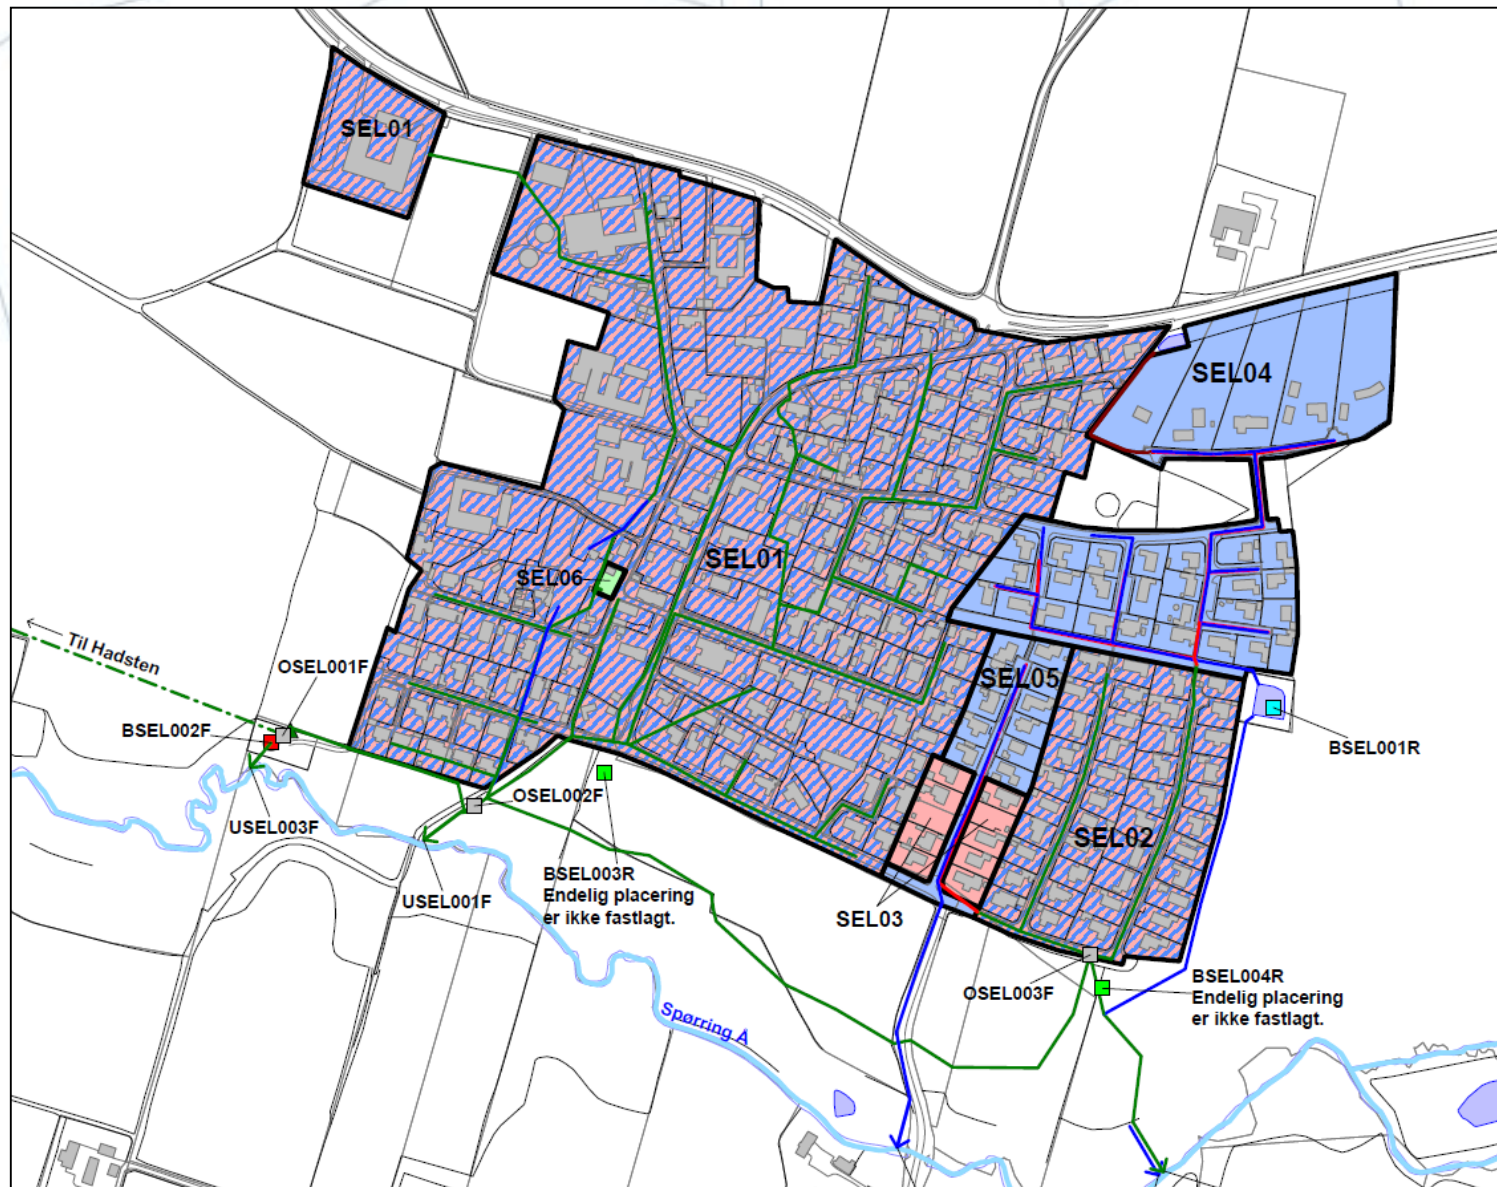 SEL01
SEL04
SEL01
SEL06
Til Hadsten
OSEL001F
SEL05
BSEL002F
BSEL001R
OSEL002F
USEL003F
SEL02
BSEL003R
Endelig placering
er ikke fastlagt.
USEL001F
SEL03
OSEL003F
BSEL004R
Endelig placering
er ikke fastlagt.
Spørring Å